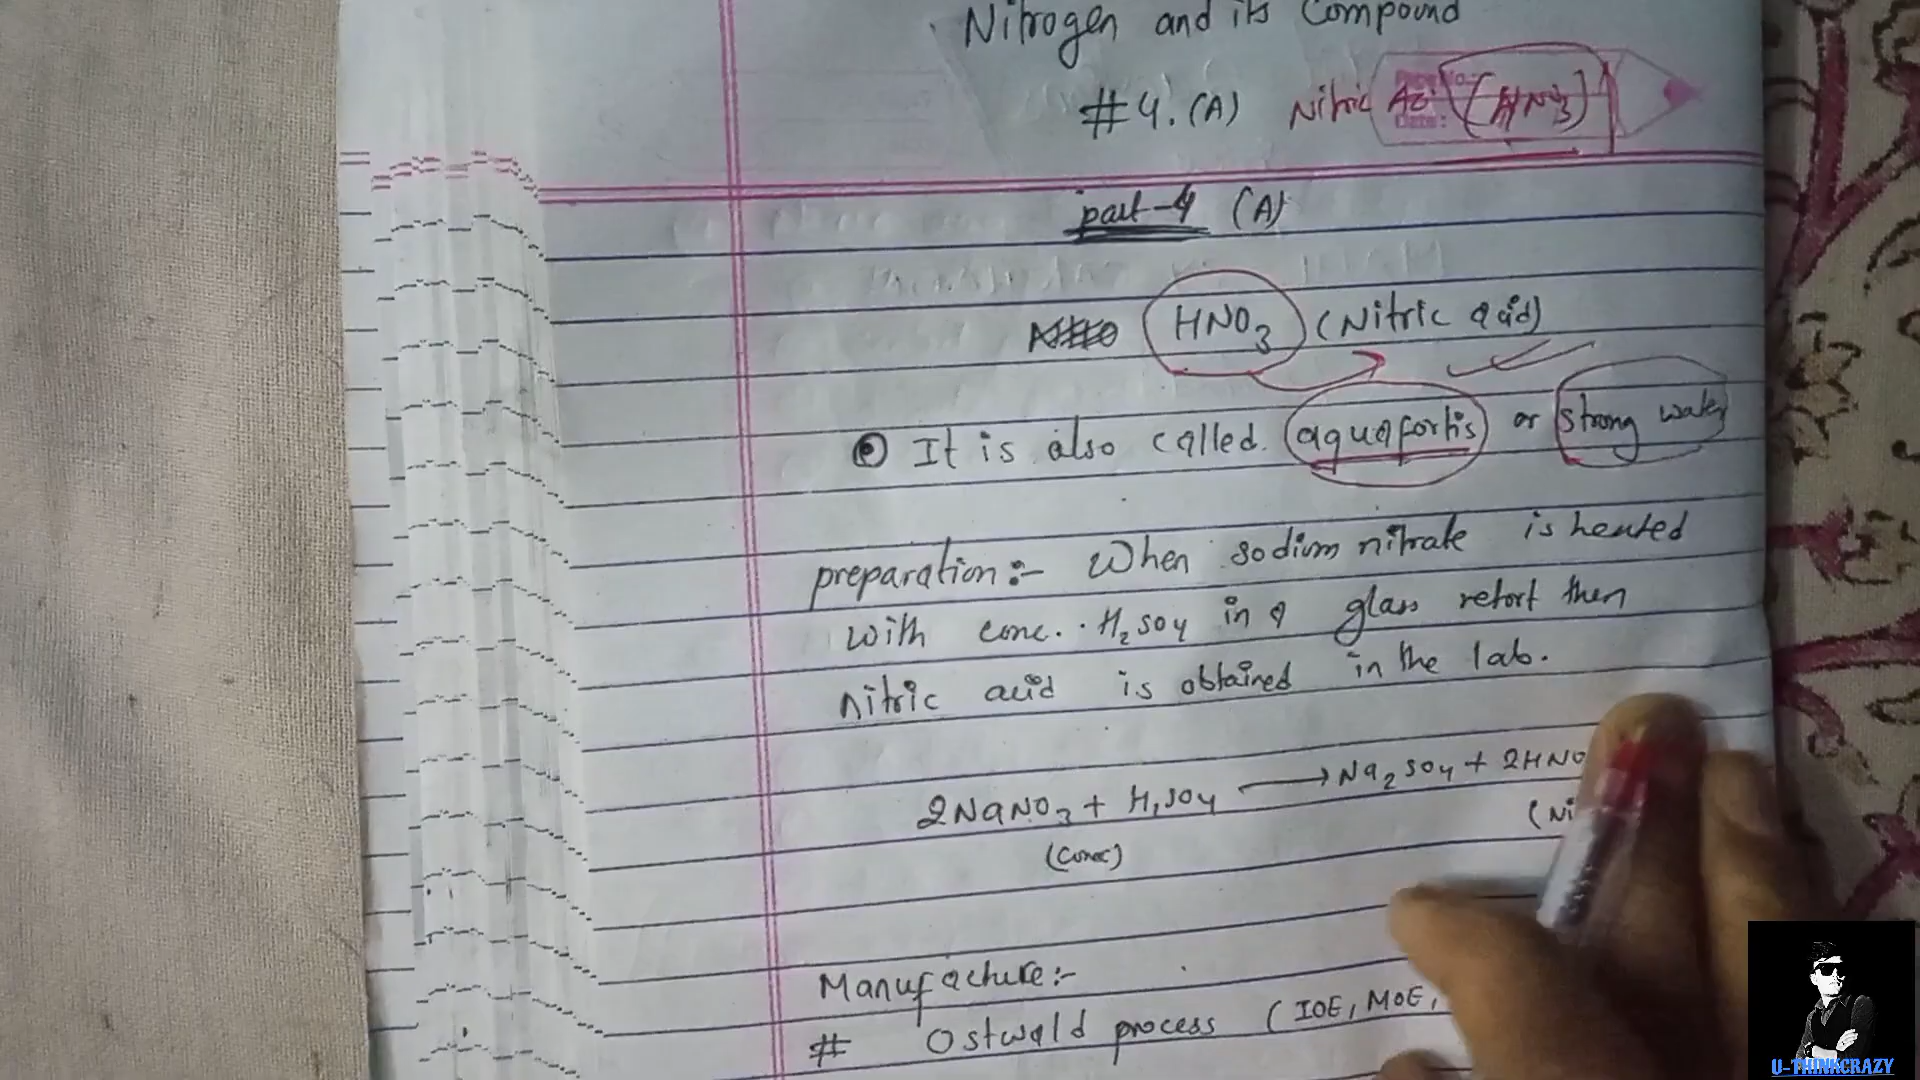 Nitrogen and its Compound
#4. (A) Nitric (HNO3)
part-4 (A)
HNO3 (Nitric acid)
It is also called aquafortis or strong water
preparation:- When sodium nitrate is heated
with conc. H2SO4 in a glass retort then
nitric acid is obtained in the lab.
2NaNO3 + H2SO4 → Na2SO4 + 2HNO
(conc) (Ni
Manufacture:-
# Ostwald process (IOE, MOE,
U-THINKCRAZY